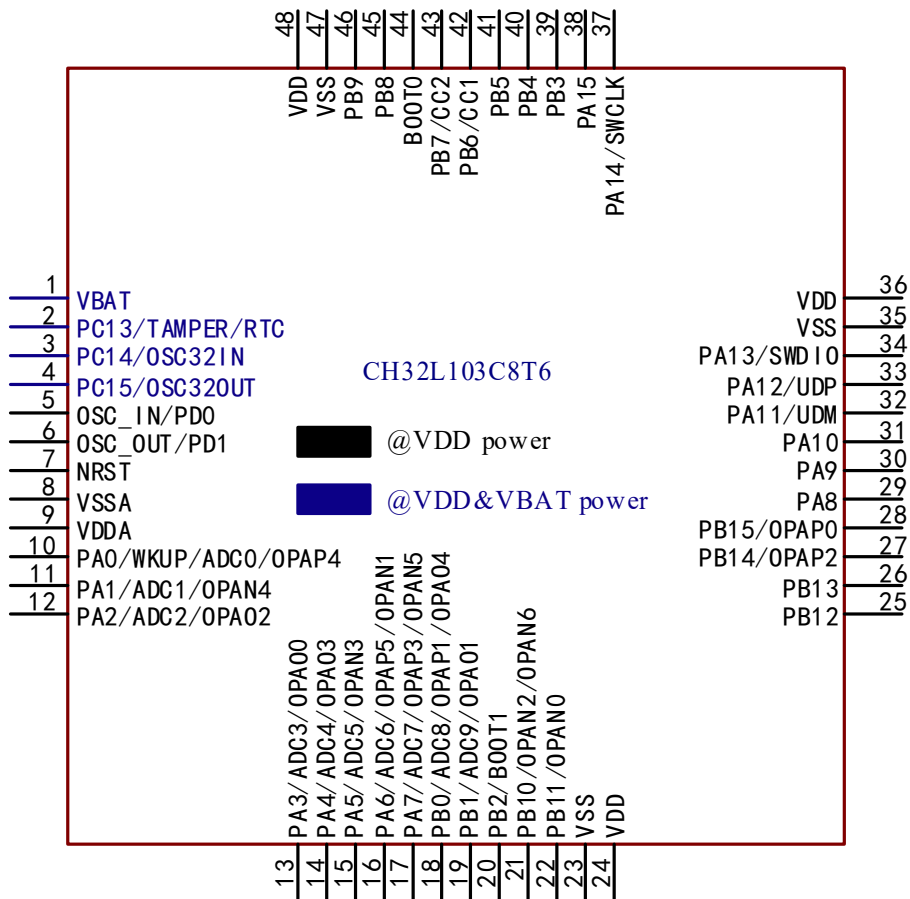 48 47 46 45 44 43 42 41 40 39 38 37
VDD
VSS
PB9
PB8
BOOT0
PB7/CC2
PB6/CC1
PB5
PB4
PB3
PA15
PA14/SWCLK
1 VBAT
2 PC13/TAMPER/RTC
3 PC14/OSC32IN
4 PC15/OSC32OUT
5 OSC_IN/PD0
6 OSC_OUT/PD1
7 NRST
8 VSSA
9 VDDA
10 PA0/WKUP/ADC0/OPAP4
11 PA1/ADC1/OPAN4
12 PA2/ADC2/OPAO2
CH32L103C8T6
@VDD power
@VDD&VBAT power
VDD 36
VSS 35
PA13/SWDIO 34
PA12/UDP 33
PA11/UDM 32
PA10 31
PA9 30
PA8 29
PB15/OPAP0 28
PB14/OPAP2 27
PB13 26
PB12 25
PA3/ADC3/OPAO0
PA4/ADC4/OPAO3
PA5/ADC5/OPAN3
PA6/ADC6/OPAP5/OPAN1
PA7/ADC7/OPAP3/OPAN5
PB0/ADC8/OPAP1/OPAO4
PB1/ADC9/OPAO1
PB2/BOOT1
PB10/OPAN2/OPAN6
PB11/OPAN0
VSS
VDD
13 14 15 16 17 18 19 20 21 22 23 24